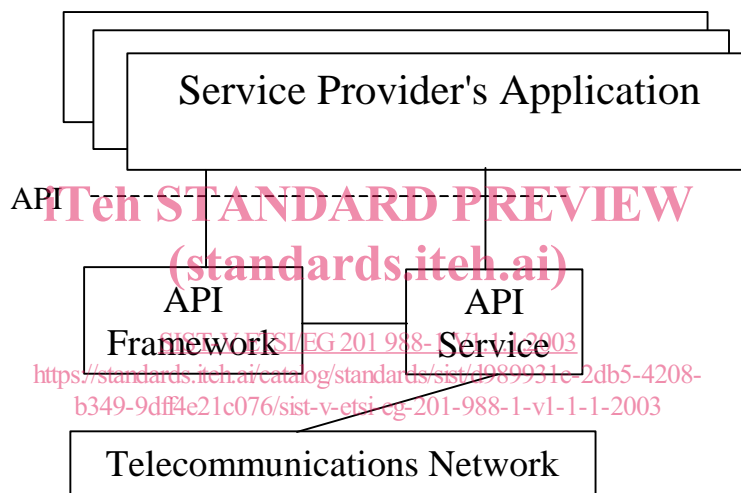 Service Provider's Application
API
iTeh STANDARD PREVIEW
(standards.iteh.ai)
API
Framework
API
Service
SIST-V ETSI/EG 201 988-1 V1.1.1:2003
https://standards.iteh.ai/catalog/standards/sist/d989931e-2db5-4208-
b349-9dff4e21c076/sist-v-etsi-eg-201-988-1-v1-1-1-2003
Telecommunications Network